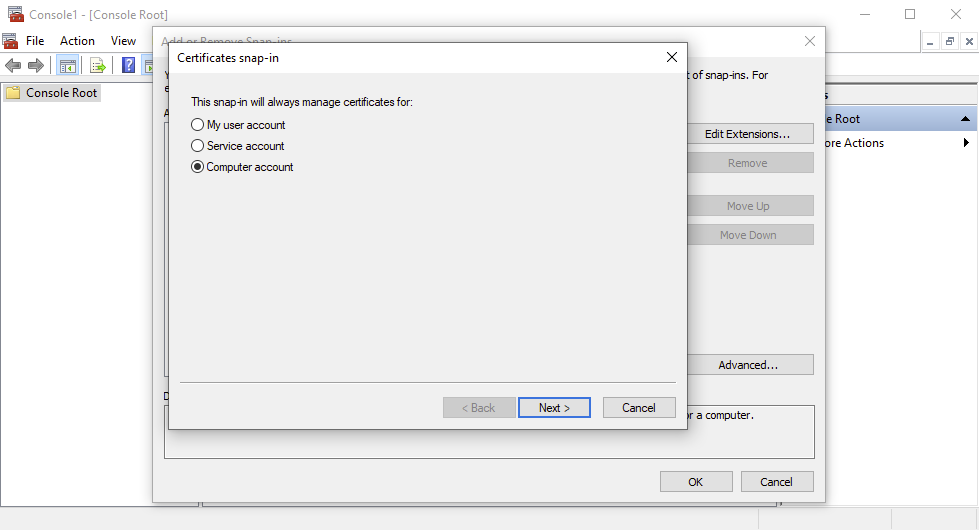 Console1 - [Console Root]
File Action View
Add or Remove Snap-ins
Certificates snap-in
of snap-ins. For
This snap-in will always manage certificates for:
My user account
Service account
Computer account
Console Root
Edit Extensions...
Remove
Move Up
Move Down
Advanced...
< Back
Next >
Cancel
or a computer.
OK
Cancel
Root
Actions